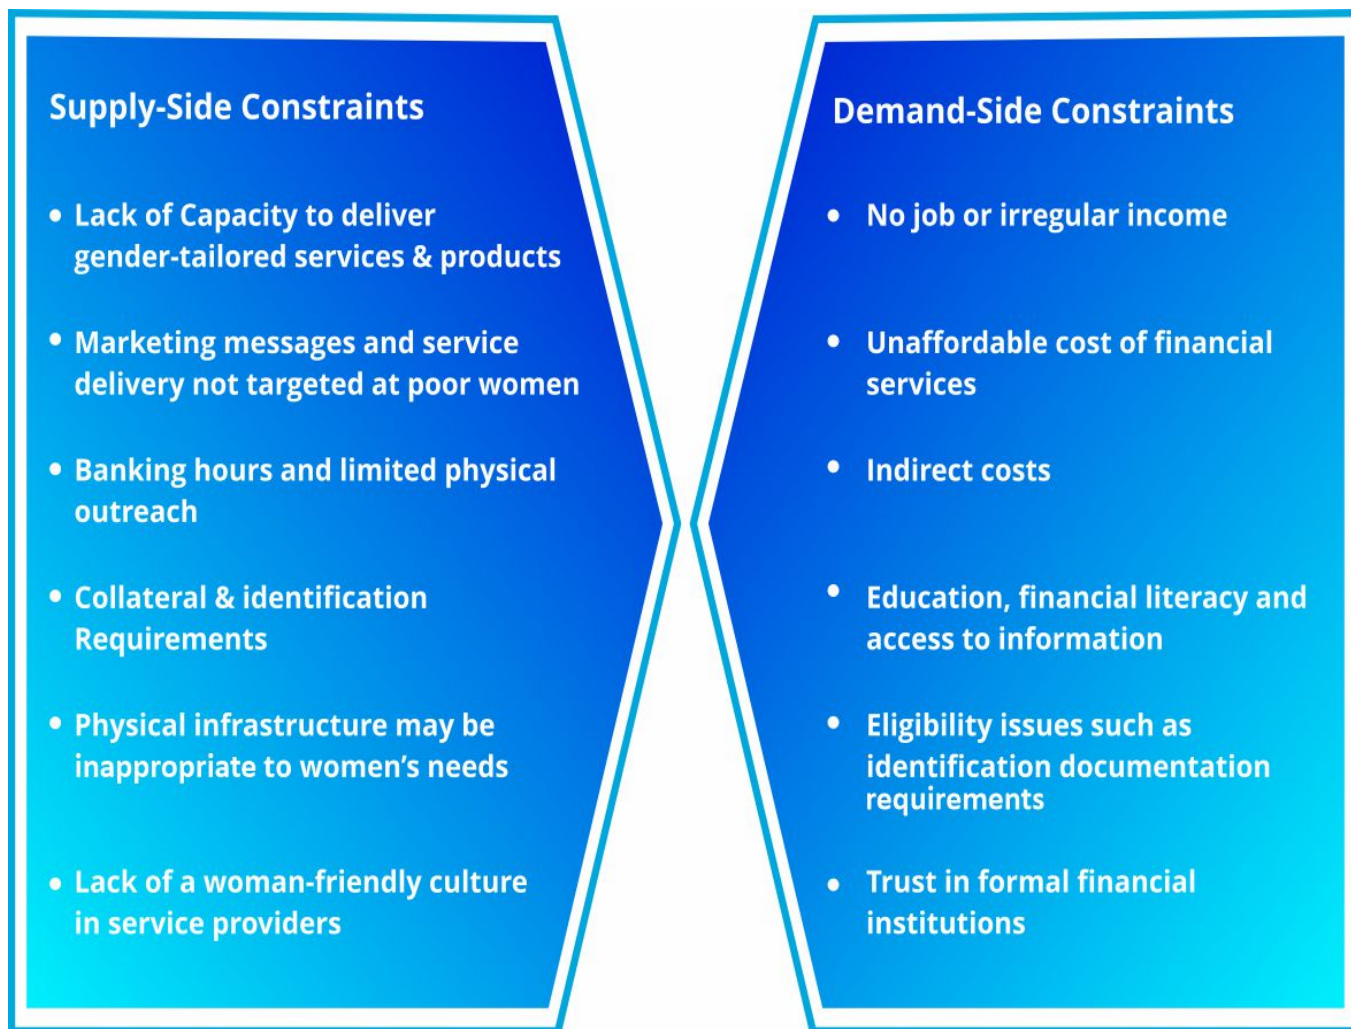 Supply-Side Constraints
• Lack of Capacity to deliver
gender-tailored services & products
• Marketing messages and service
delivery not targeted at poor women
• Banking hours and limited physical
outreach
• Collateral & identification
Requirements
• Physical infrastructure may be
inappropriate to women’s needs
• Lack of a woman-friendly culture
in service providers
Demand-Side Constraints
• No job or irregular income
• Unaffordable cost of financial
services
• Indirect costs
• Education, financial literacy and
access to information
• Eligibility issues such as
identification documentation
requirements
• Trust in formal financial
institutions